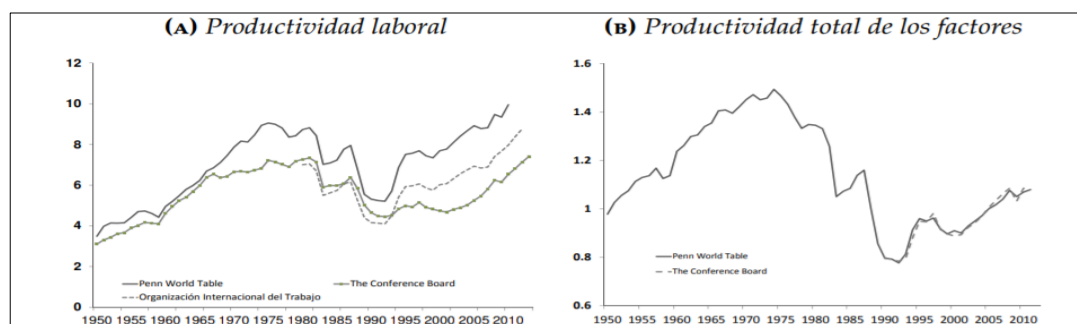 (A) Productividad laboral
12
10
8
6
4
2
0
Penn World Table
The Conference Board
Organización Internacional del Trabajo
1950 1955 1960 1965 1970 1975 1980 1985 1990 1995 2000 2005 2010
(B) Productividad total de los factores
1.6
1.4
1.2
1
0.8
0.6
Penn World Table
The Conference Board
1950 1955 1960 1965 1970 1975 1980 1985 1990 1995 2000 2005 2010